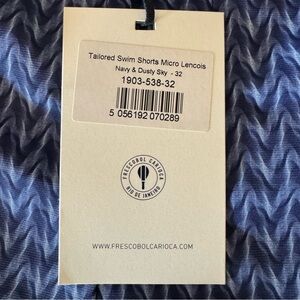 Tailored Swim Shorts Micro Lencois
Navy & Dusty Sky - 32
1903-538-32
5 056192 070289
FRESCOBOL CARIOCA
RIO DE JANEIRO
WWW.FRESCOBOLCARIOCA.COM